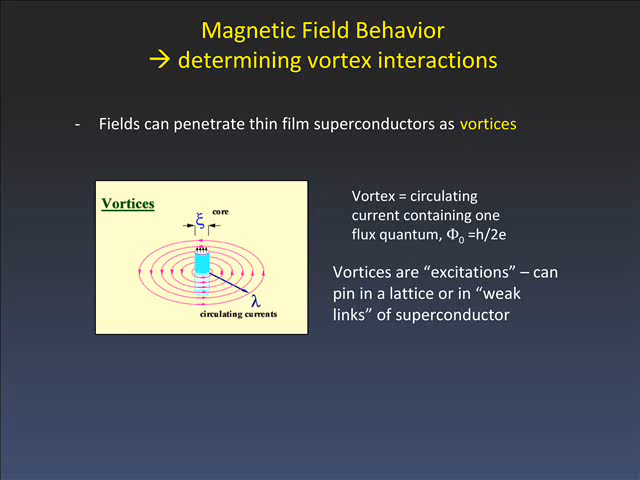 Magnetic Field Behavior
→ determining vortex interactions
- Fields can penetrate thin film superconductors as vortices
Vortices
ξ
core
λ
circulating currents
Vortex = circulating
current containing one
flux quantum, Φ₀ =h/2e
Vortices are “excitations” – can
pin in a lattice or in “weak
links” of superconductor